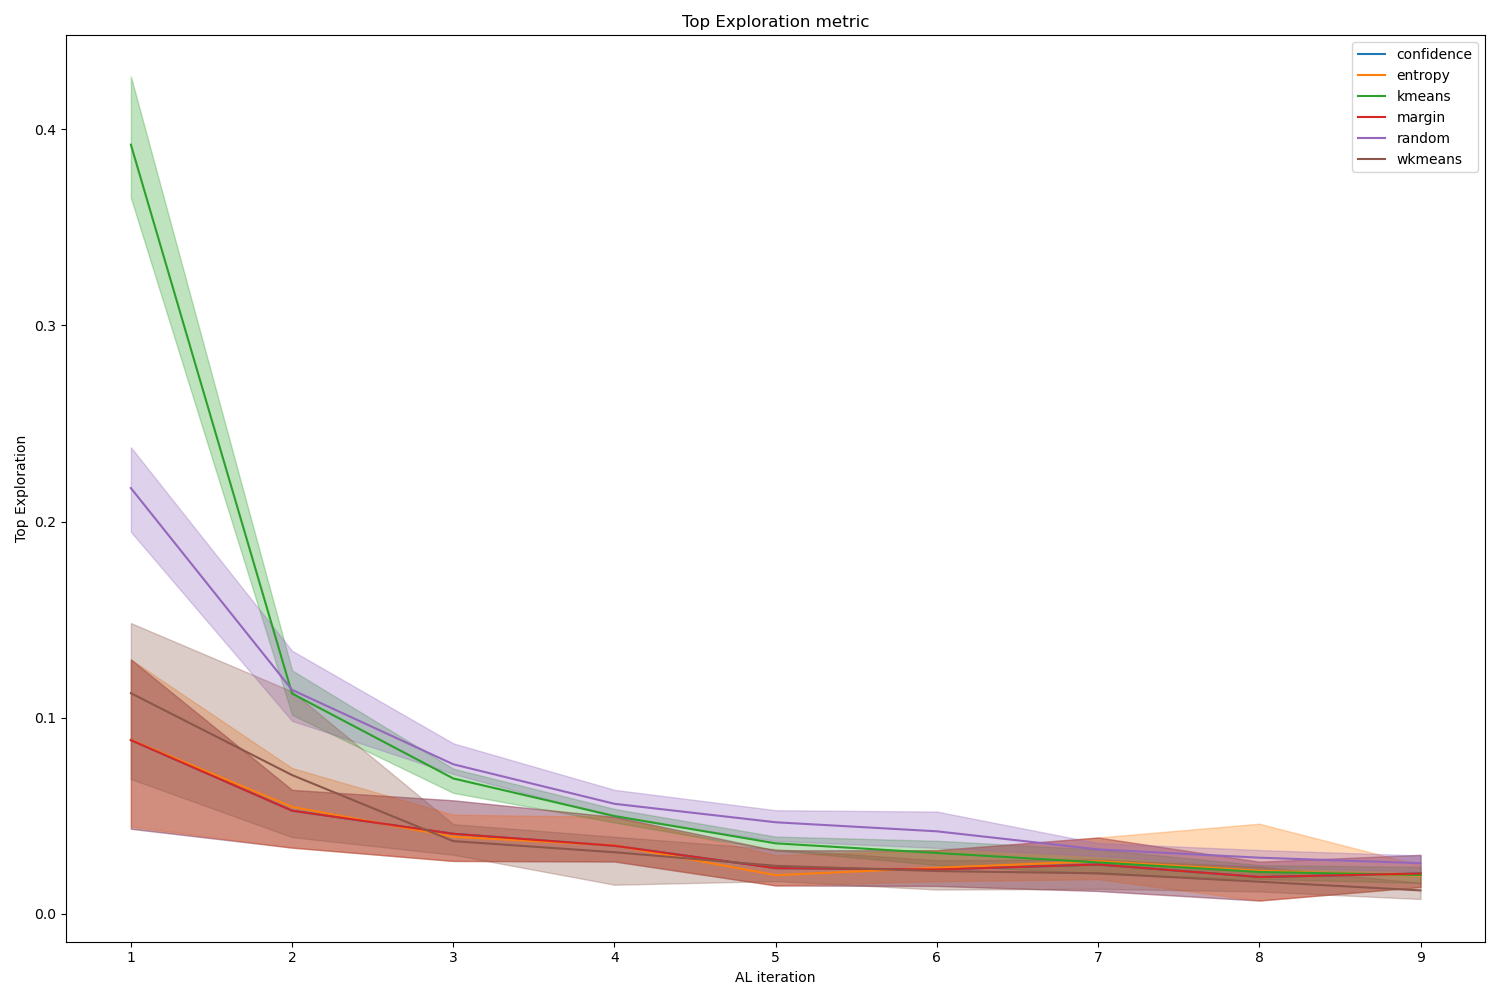 Top Exploration metric
confidence
entropy
kmeans
margin
random
wkmeans
0.4
0.3
0.2
0.1
0.0
Top Exploration
1 2 3 4 5 6 7 8 9
AL iteration